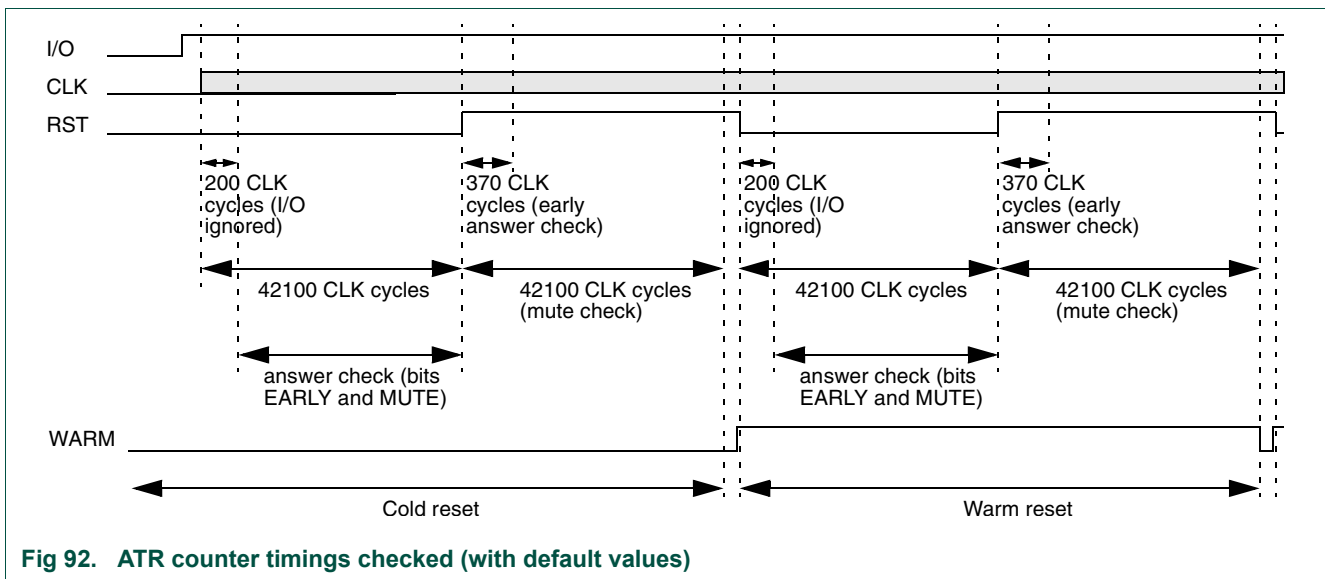 I/O
CLK
RST
200 CLK
cycles (I/O
ignored)
370 CLK
cycles (early
answer check)
200 CLK
cycles (I/O
ignored)
370 CLK
cycles (early
answer check)
42100 CLK cycles
42100 CLK cycles
(mute check)
42100 CLK cycles
42100 CLK cycles
(mute check)
answer check (bits
EARLY and MUTE)
answer check (bits
EARLY and MUTE)
WARM
Cold reset
Warm reset
Fig 92. ATR counter timings checked (with default values)